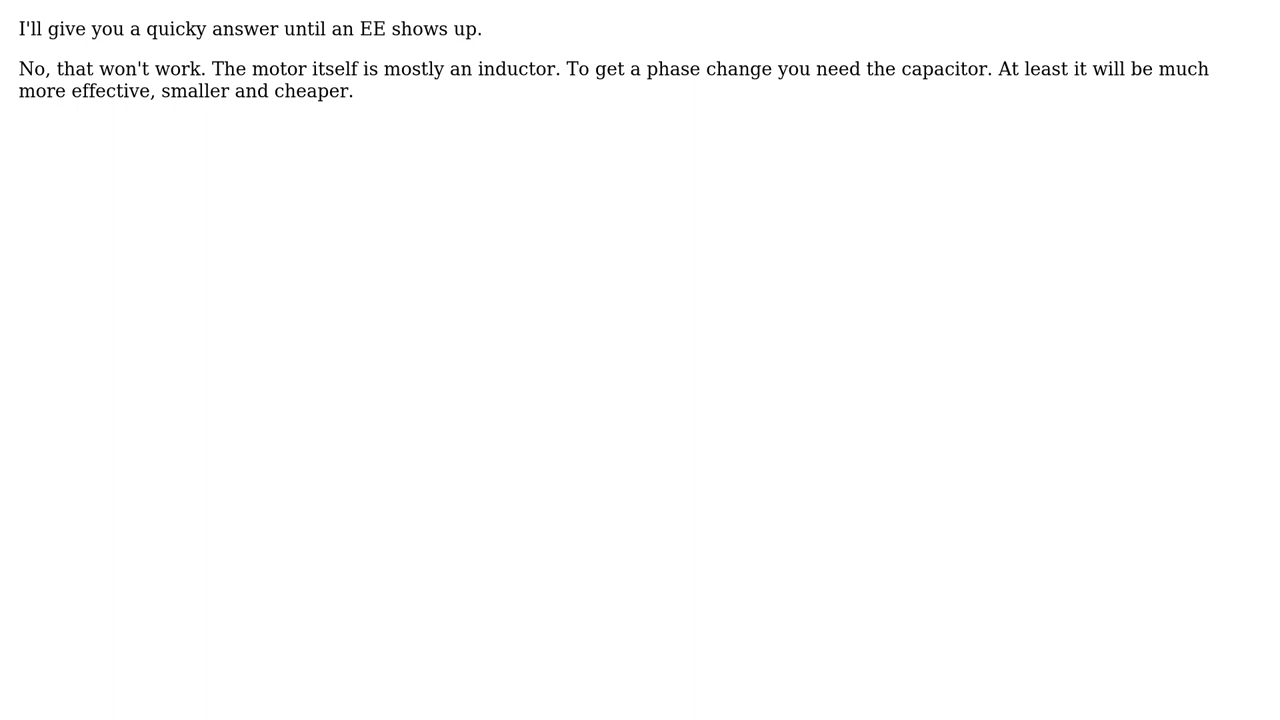 I'll give you a quicky answer until an EE shows up.
No, that won't work. The motor itself is mostly an inductor. To get a phase change you need the capacitor. At least it will be much
more effective, smaller and cheaper.